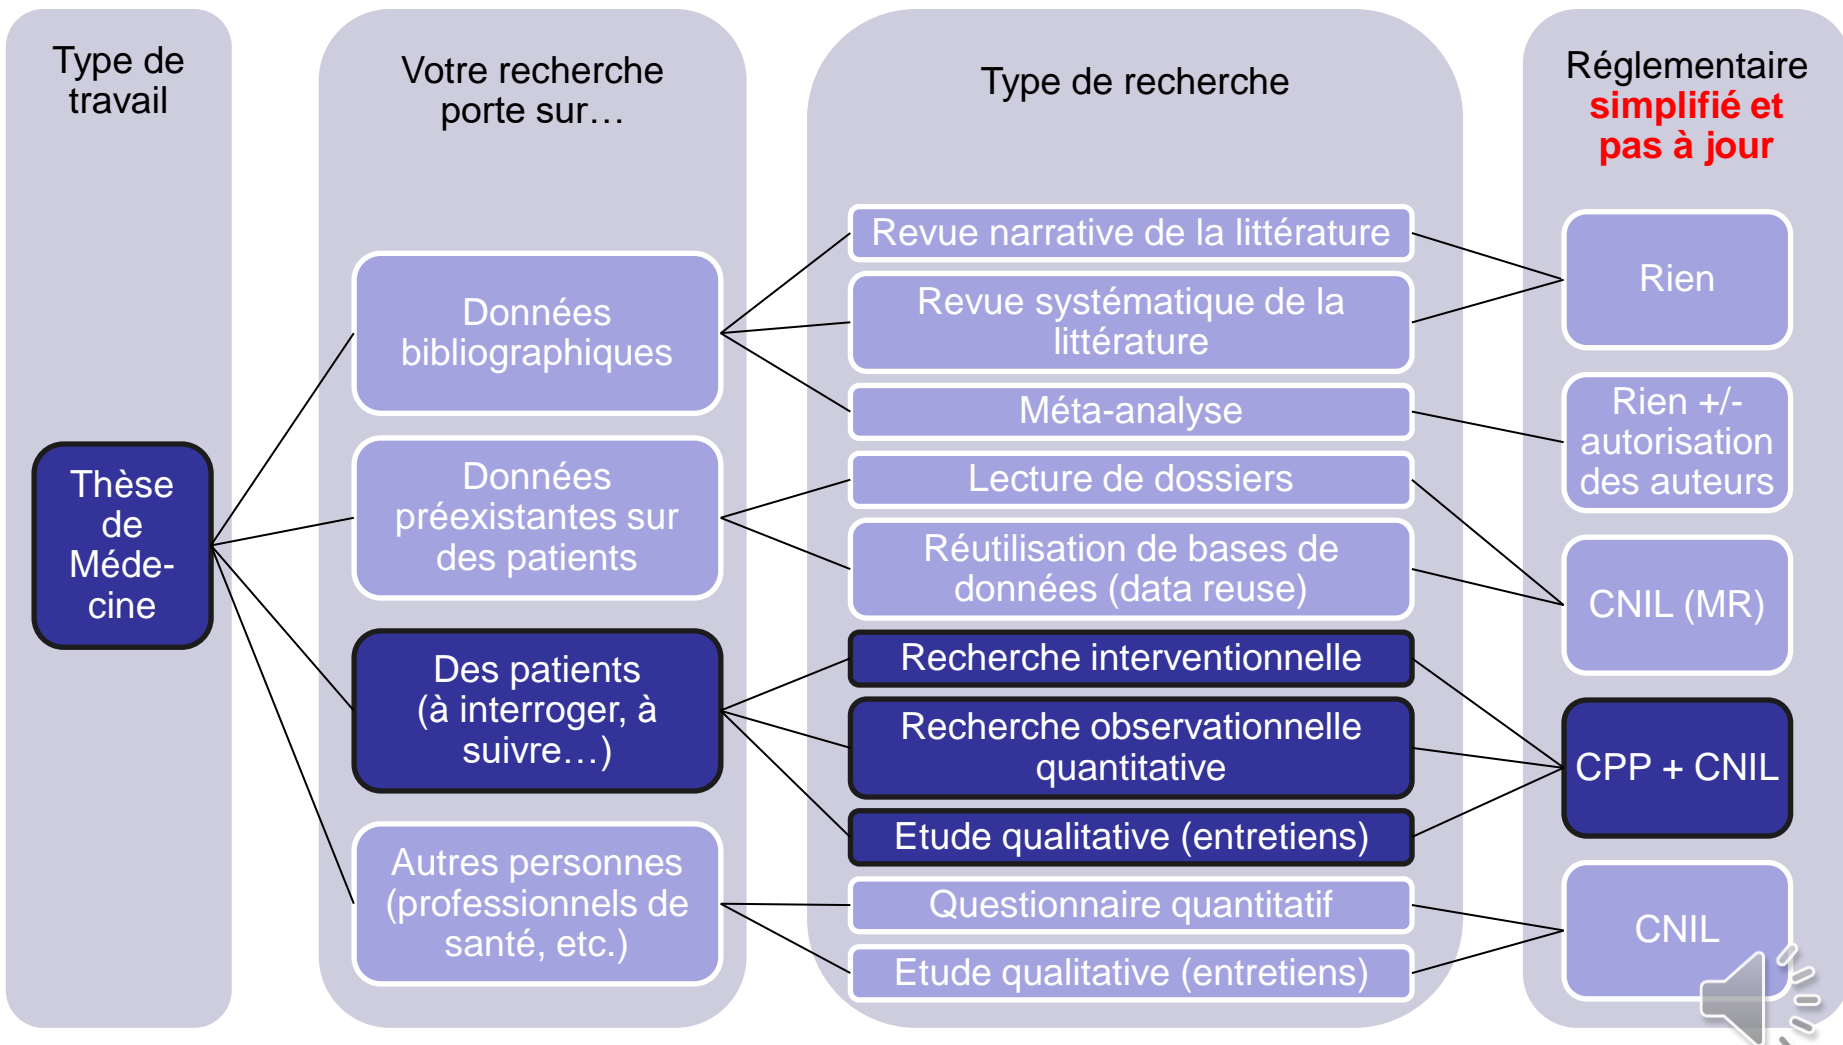 Type de
travail
Votre recherche
porte sur…
Type de recherche
Réglementaire
simplifié et
pas à jour
Thèse
de
Méde-
cine
Données
bibliographiques
Données
préexistantes sur
des patients
Des patients
(à interroger, à
suivre…)
Autres personnes
(professionnels de
santé, etc.)
Revue narrative de la littérature
Revue systématique de la
littérature
Méta-analyse
Lecture de dossiers
Réutilisation de bases de
données (data reuse)
Recherche interventionnelle
Recherche observationnelle
quantitative
Etude qualitative (entretiens)
Questionnaire quantitatif
Etude qualitative (entretiens)
Rien
Rien +/-
autorisation
des auteurs
CNIL (MR)
CPP + CNIL
CNIL